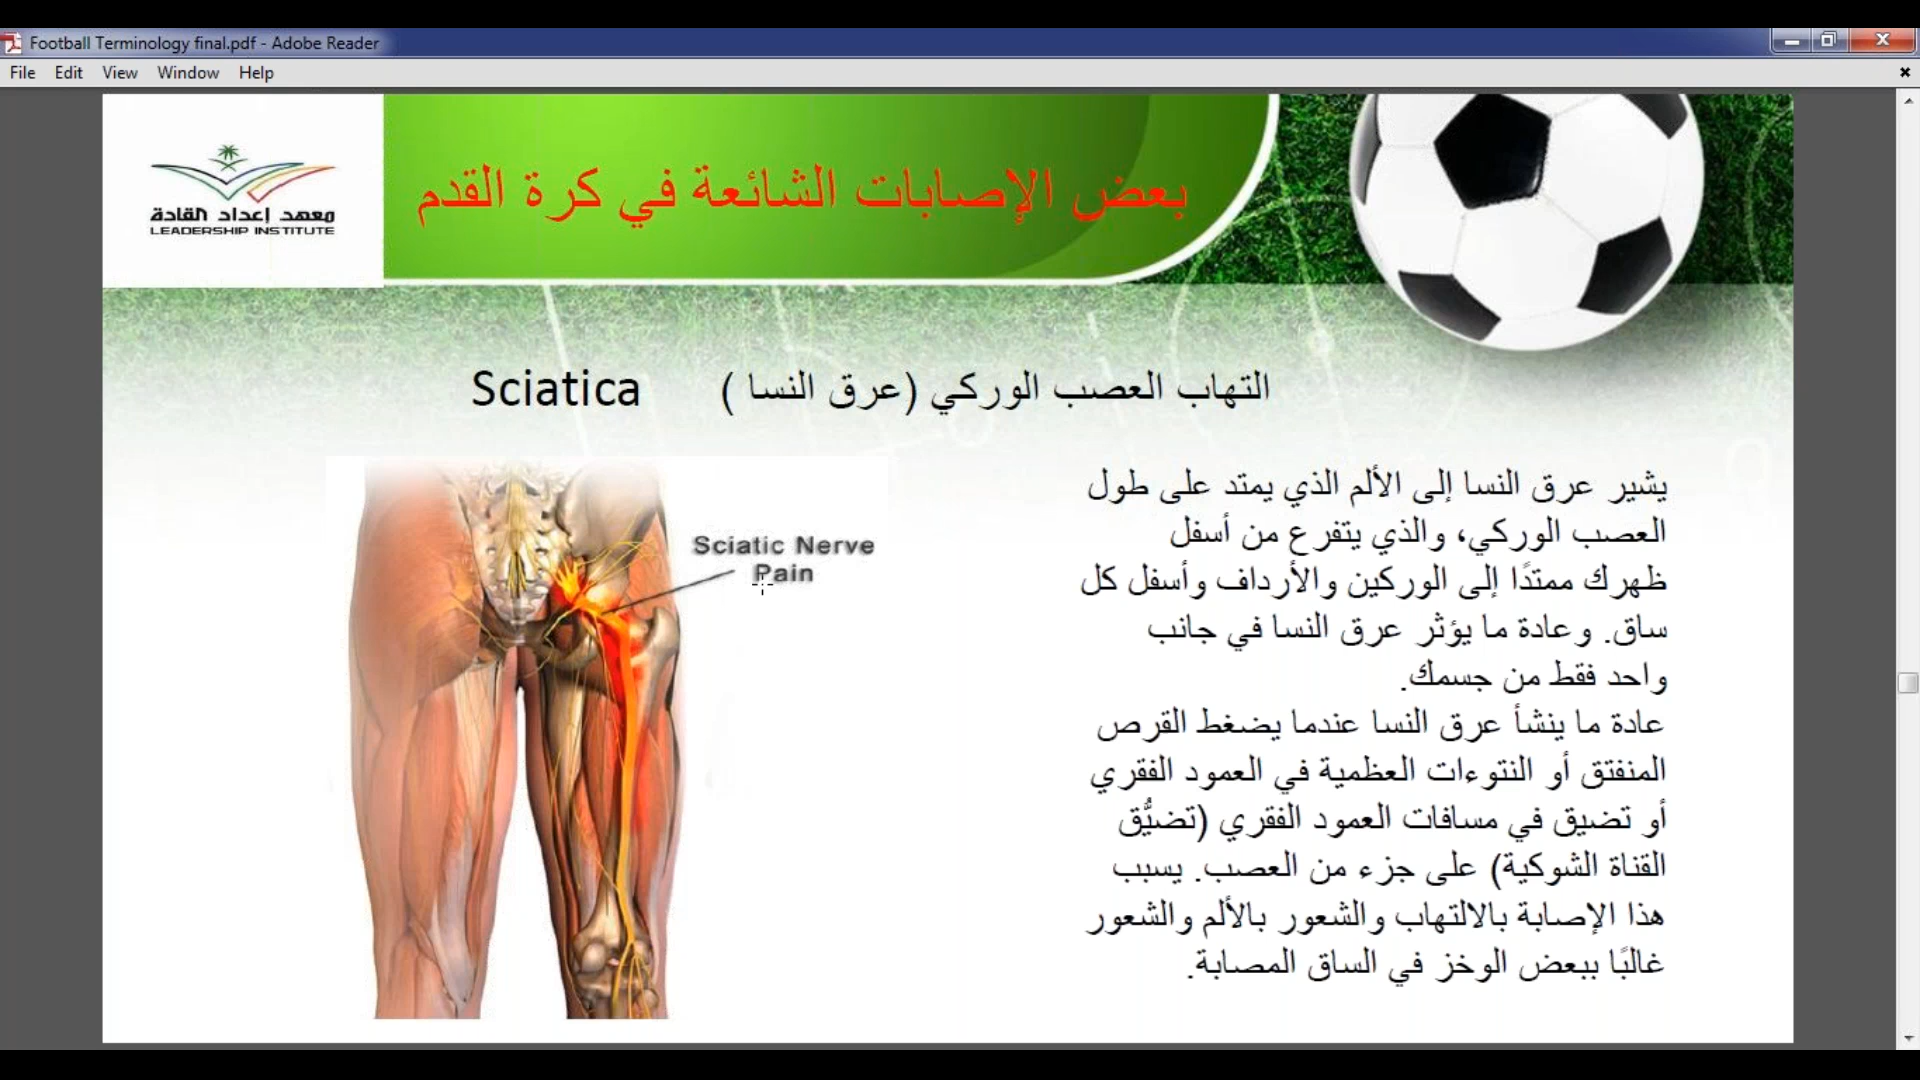 Football Terminology final.pdf - Adobe Reader
File Edit View Window Help
معهد إعداد القادة
LEADERSHIP INSTITUTE
بعض الإصابات الشائعة في كرة القدم
التهاب العصب الوركي (عرق النسا ) Sciatica
Sciatic Nerve
Pain
يشير عرق النسا إلى الألم الذي يمتد على طول
العصب الوركي، والذي يتفرع من أسفل
ظهرك ممتدًا إلى الوركين والأرداف وأسفل كل
ساق. وعادة ما يؤثر عرق النسا في جانب
واحد فقط من جسمك.
عادة ما ينشأ عرق النسا عندما يضغط القرص
المنفتق أو النتوءات العظمية في العمود الفقري
أو تضيق في مسافات العمود الفقري (تضيُّق
القناة الشوكية) على جزء من العصب. يسبب
هذا الإصابة بالالتهاب والشعور بالألم والشعور
غالبًا ببعض الوخز في الساق المصابة.